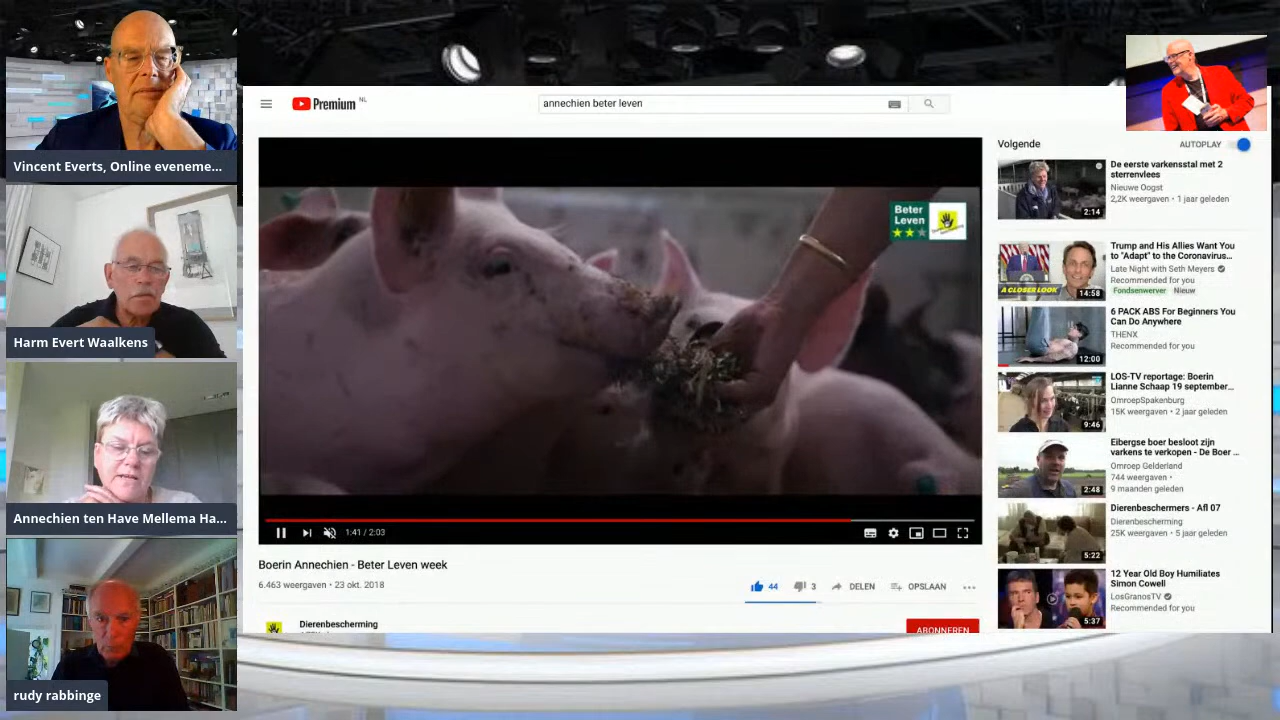 Vincent Everts, Online eveneme...
Harm Evert Waalkens
Annechien ten Have Mellema Ha...
rudy rabbinge
Premium NL
annechien beter leven
Beter
Leven
1:41 / 2:03
Boerin Annechien - Beter Leven week
6.463 weergaven • 23 okt. 2018
44
3
DELEN
OPSLAAN
Dierenbescherming
ABONNEREN
Volgende
AUTOPLAY
De eerste varkensstal met 2
sterrenvlees
Nieuwe Oogst
2,2K weergaven • 1 jaar geleden
2:14
Trump and His Allies Want You
to "Adapt" to the Coronavirus...
Late Night with Seth Meyers
Recommended for you
Fondsenwerver Nieuw
A CLOSER LOOK
14:58
6 PACK ABS For Beginners You
Can Do Anywhere
THENX
Recommended for you
12:00
LOS-TV reportage: Boerin
Lianne Schaap 19 september...
OmroepSpakenburg
15K weergaven • 2 jaar geleden
9:46
Eibergse boer besloot zijn
varkens te verkopen - De Boer ...
Omroep Gelderland
744 weergaven •
9 maanden geleden
2:48
Dierenbeschermers - Afl 07
Dierenbescherming
25K weergaven • 5 jaar geleden
5:22
12 Year Old Boy Humiliates
Simon Cowell
LosGranosTV
Recommended for you
5:37